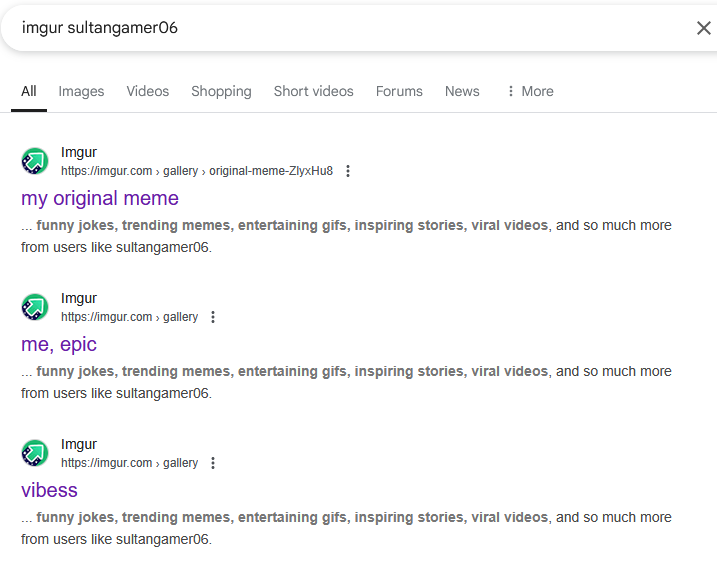 imgur sultangamer06
All Images Videos Shopping Short videos Forums News More
Imgur
https://imgur.com › gallery › original-meme-ZlyxHu8
my original meme
... funny jokes, trending memes, entertaining gifs, inspiring stories, viral videos, and so much more
from users like sultangamer06.
Imgur
https://imgur.com › gallery
me, epic
... funny jokes, trending memes, entertaining gifs, inspiring stories, viral videos, and so much more
from users like sultangamer06.
Imgur
https://imgur.com › gallery
vibess
... funny jokes, trending memes, entertaining gifs, inspiring stories, viral videos, and so much more
from users like sultangamer06.